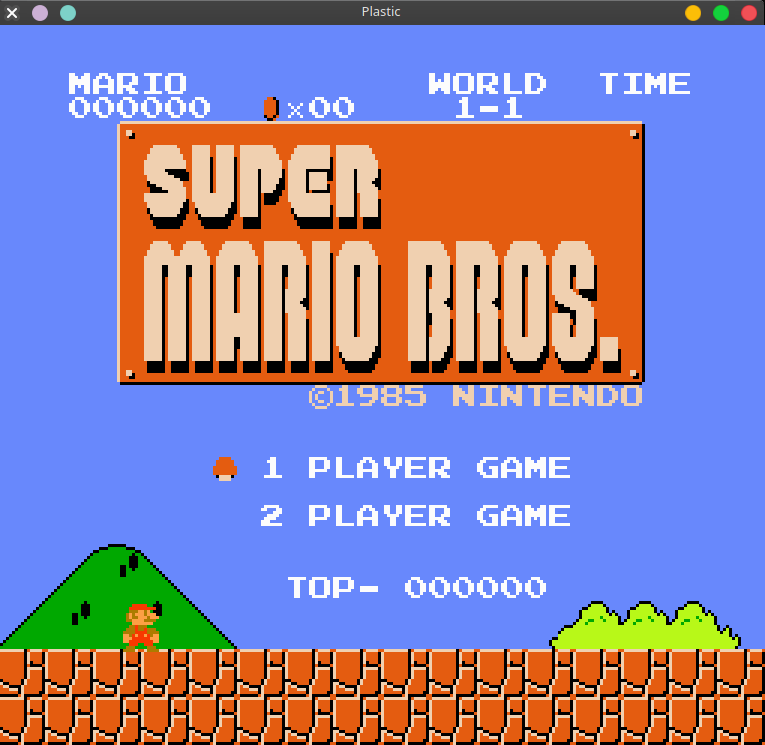 Plastic
MARIO WORLD TIME
000000 ×00 1-1
SUPER
MARIO BROS.
©1985 NINTENDO
1 PLAYER GAME
2 PLAYER GAME
TOP- 000000